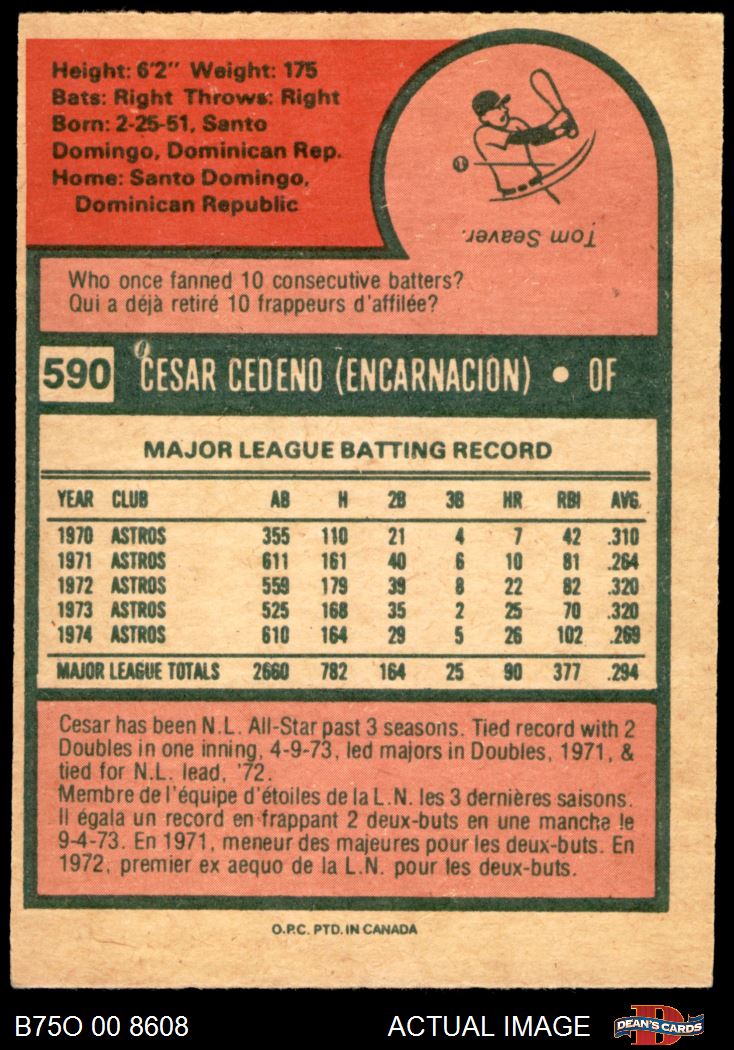 Height: 6'2" Weight: 175
Bats: Right Throws: Right
Born: 2-25-51, Santo
Domingo, Dominican Rep.
Home: Santo Domingo,
Dominican Republic
Tom Seaver.
Who once fanned 10 consecutive batters?
Qui a déjà retiré 10 frappeurs d'affilée?
590 CESAR CEDENO (ENCARNACION) • OF
MAJOR LEAGUE BATTING RECORD
YEAR CLUB AB H 2B 3B HR RBI AVG.
1970 ASTROS 355 110 21 4 7 42 .310
1971 ASTROS 611 161 40 6 10 81 .264
1972 ASTROS 559 179 39 8 22 82 .320
1973 ASTROS 525 168 35 2 25 70 .320
1974 ASTROS 610 164 29 5 26 102 .269
MAJOR LEAGUE TOTALS 2660 782 164 25 90 377 .294
Cesar has been N.L. All-Star past 3 seasons. Tied record with 2
Doubles in one inning, 4-9-73, led majors in Doubles, 1971, &
tied for N.L. lead, '72.
Membre de l'équipe d'étoiles de la L.N. les 3 dernières saisons.
Il égala un record en frappant 2 deux-buts en une manche le
9-4-73. En 1971, meneur des majeures pour les deux-buts. En
1972, premier ex aequo de la L.N. pour les deux-buts.
O.P.C. PTD. IN CANADA
B75O 00 8608 ACTUAL IMAGE DEAN'S CARDS